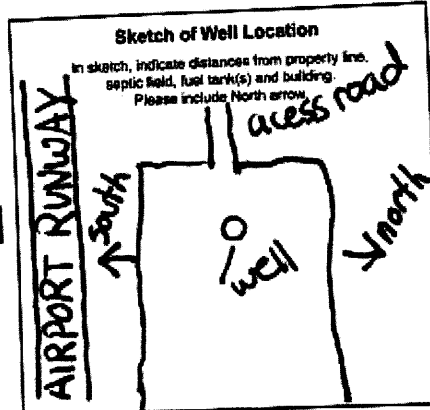 Sketch of Well Location
In sketch, indicate distances from property line,
septic field, fuel tank(s) and building.
Please include North arrow.
acess road
AIRPORT RUNWAY
South
north
well